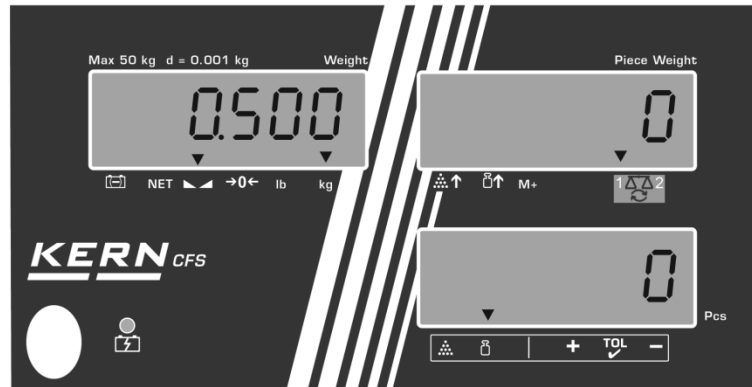 Max 50 kg d = 0.001 kg Weight
Piece Weight
0.500
0
NET →0← lb kg
M+
1 2
KERN CFS
0
Pcs
+ TOL −